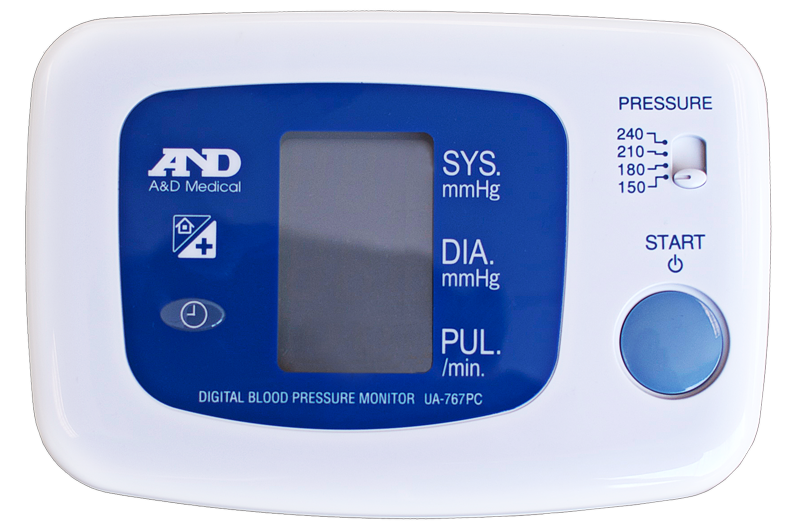 AND
A&D Medical
SYS.
mmHg
DIA.
mmHg
PUL.
/min.
DIGITAL BLOOD PRESSURE MONITOR UA-767PC
PRESSURE
240
210
180
150
START